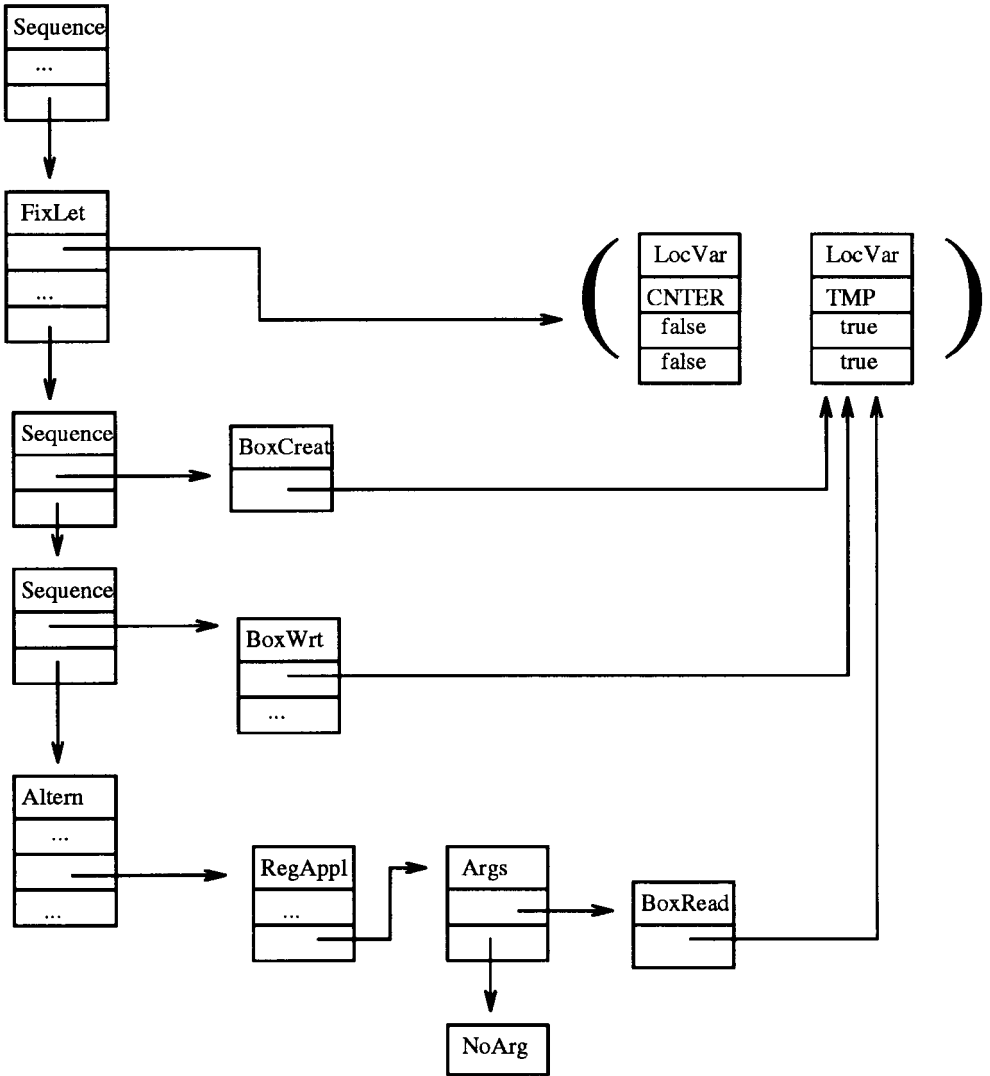 Sequence
...
FixLet
...
LocVar
CNTER
false
false
LocVar
TMP
true
true
Sequence
BoxCreat
Sequence
BoxWrt
...
Altern
...
...
RegAppl
...
Args
BoxRead
NoArg